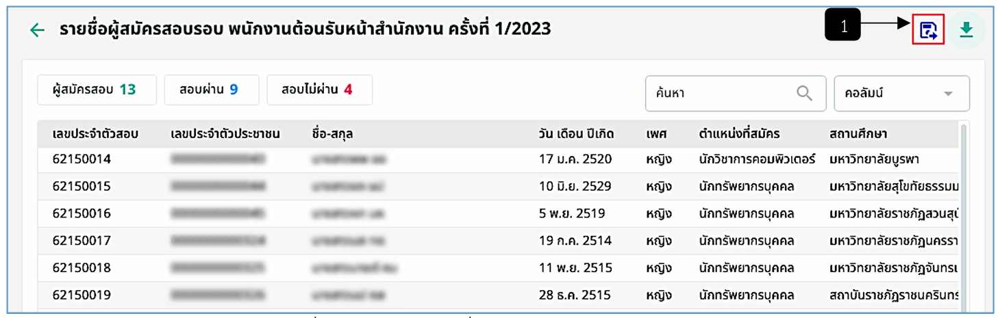 รายชื่อผู้สมัครสอบรอบ พนักงานต้อนรับหน้าสำนักงาน ครั้งที่ 1/2023
1
ผู้สมัครสอบ 13 สอบผ่าน 9 สอบไม่ผ่าน 4 ค้นหา คอลัมน์
เลขประจำตัวสอบ เลขประจำตัวประชาชน ชื่อ-สกุล วัน เดือน ปีเกิด เพศ ตำแหน่งที่สมัคร สถานศึกษา
62150014 17 ม.ค. 2520 หญิง นักวิชาการคอมพิวเตอร์ มหาวิทยาลัยบูรพา
62150015 10 มิ.ย. 2529 หญิง นักทรัพยากรบุคคล มหาวิทยาลัยสุโขทัยธรรมม
62150016 5 พ.ย. 2519 หญิง นักทรัพยากรบุคคล มหาวิทยาลัยราชภัฏสวนสุ
62150017 19 ก.ค. 2514 หญิง นักทรัพยากรบุคคล มหาวิทยาลัยราชภัฏนครรา
62150018 11 พ.ย. 2515 หญิง นักทรัพยากรบุคคล มหาวิทยาลัยราชภัฏจันทรเ
62150019 28 ธ.ค. 2515 หญิง นักทรัพยากรบุคคล สถาบันราชภัฏราชนครินทร์